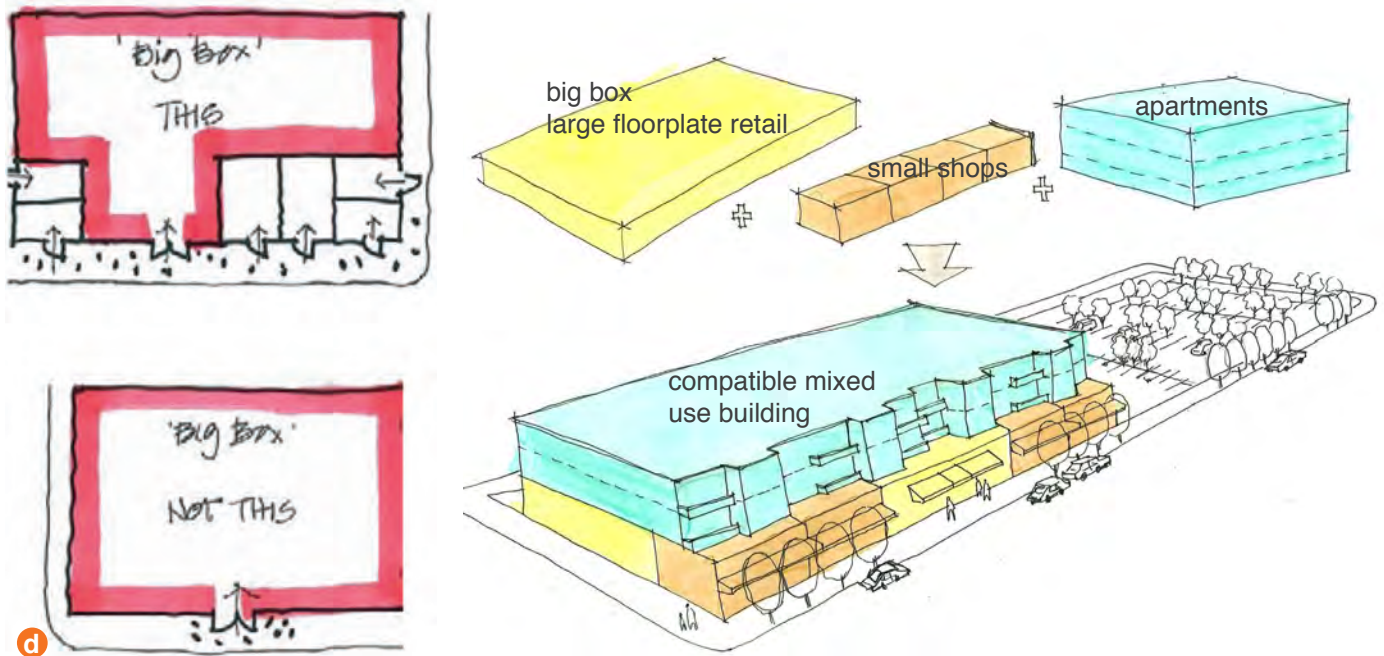 'Big Box'
THIS
'Big Box'
NOT THIS
d
big box
large floorplate retail
small shops
apartments
compatible mixed
use building